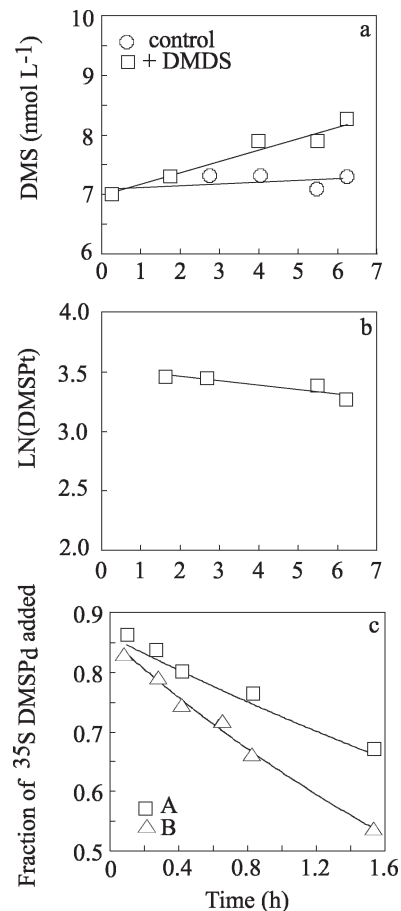 a
control
+ DMDS
DMS (nmol L-1)
10
9
8
7
6
0 1 2 3 4 5 6 7
b
LN(DMSPt)
4.0
3.5
3.0
2.5
2.0
0 1 2 3 4 5 6 7
c
Fraction of 35S DMSPd added
0.9
0.8
0.7
0.6
0.5
A
B
0 0.4 0.8 1.2 1.6
Time (h)